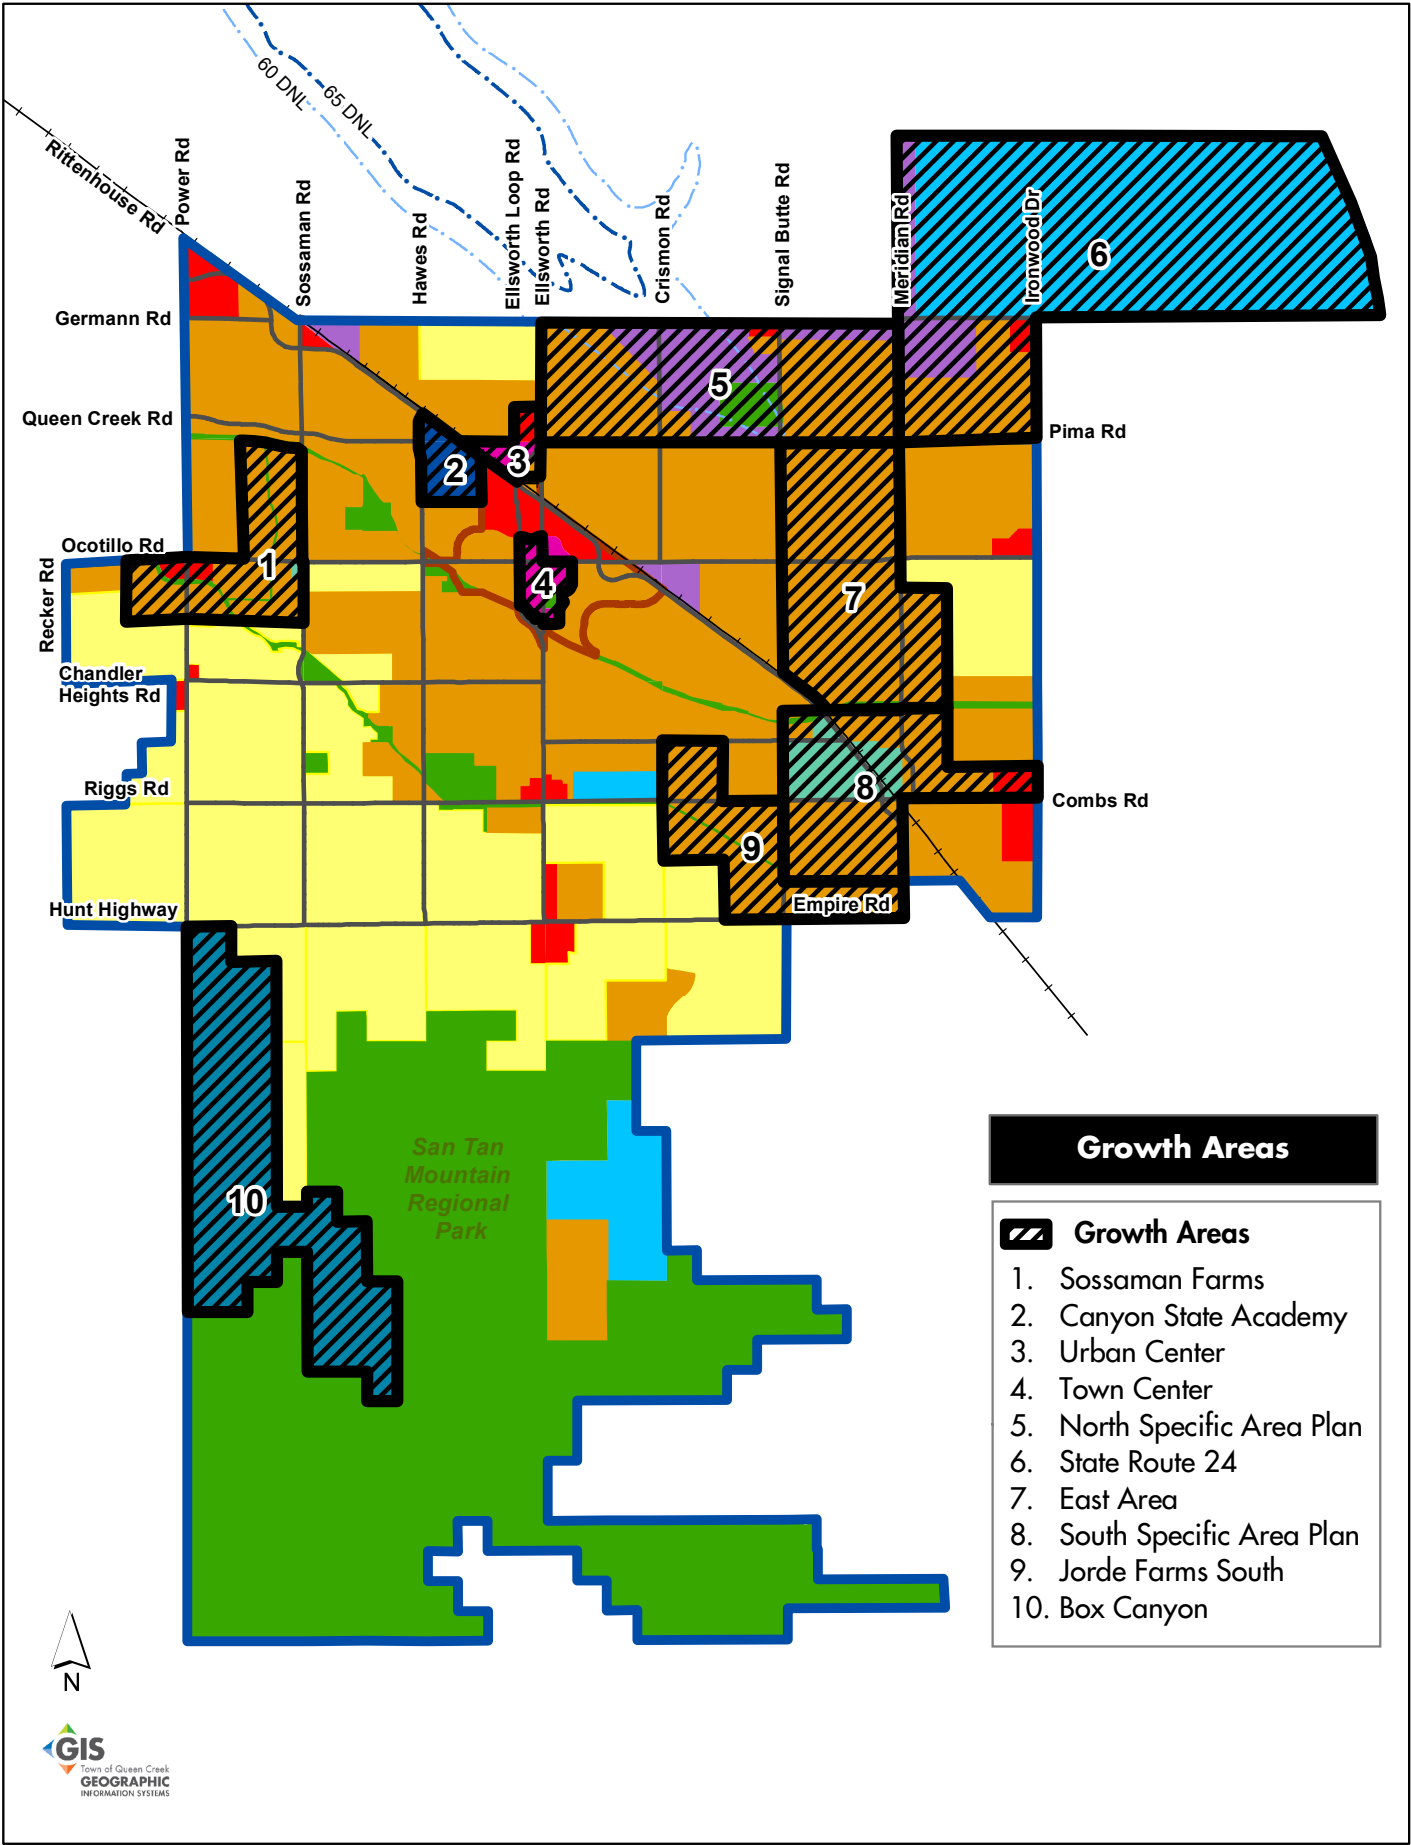 60 DNL
65 DNL
Rittenhouse Rd
Power Rd
Sossaman Rd
Hawes Rd
Ellsworth Loop Rd
Ellsworth Rd
Crismon Rd
Signal Butte Rd
Meridian Rd
Ironwood Dr
6
Germann Rd
5
Queen Creek Rd
Pima Rd
2
3
Ocotillo Rd
Recker Rd
1
4
7
Chandler
Heights Rd
Riggs Rd
8
Combs Rd
9
Hunt Highway
Empire Rd
San Tan
Mountain
Regional
Park
10
Growth Areas
Growth Areas
1. Sossaman Farms
2. Canyon State Academy
3. Urban Center
4. Town Center
5. North Specific Area Plan
6. State Route 24
7. East Area
8. South Specific Area Plan
9. Jorde Farms South
10. Box Canyon
N
GIS
Town of Queen Creek
GEOGRAPHIC
INFORMATION SYSTEMS